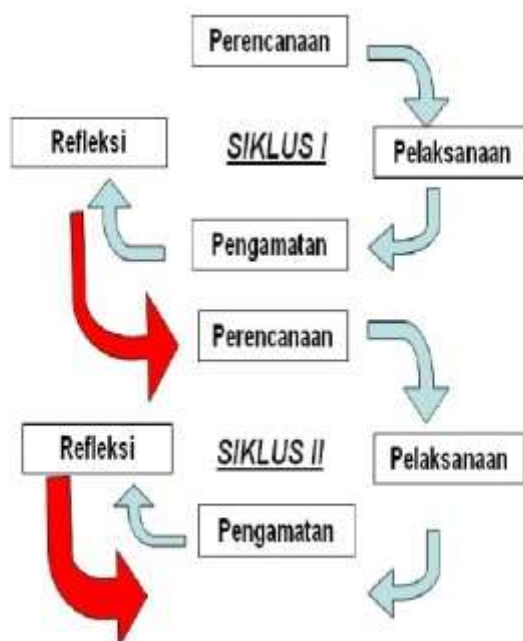 Perencanaan
Refleksi
SIKLUS I
Pelaksanaan
Pengamatan
Perencanaan
Refleksi
SIKLUS II
Pelaksanaan
Pengamatan